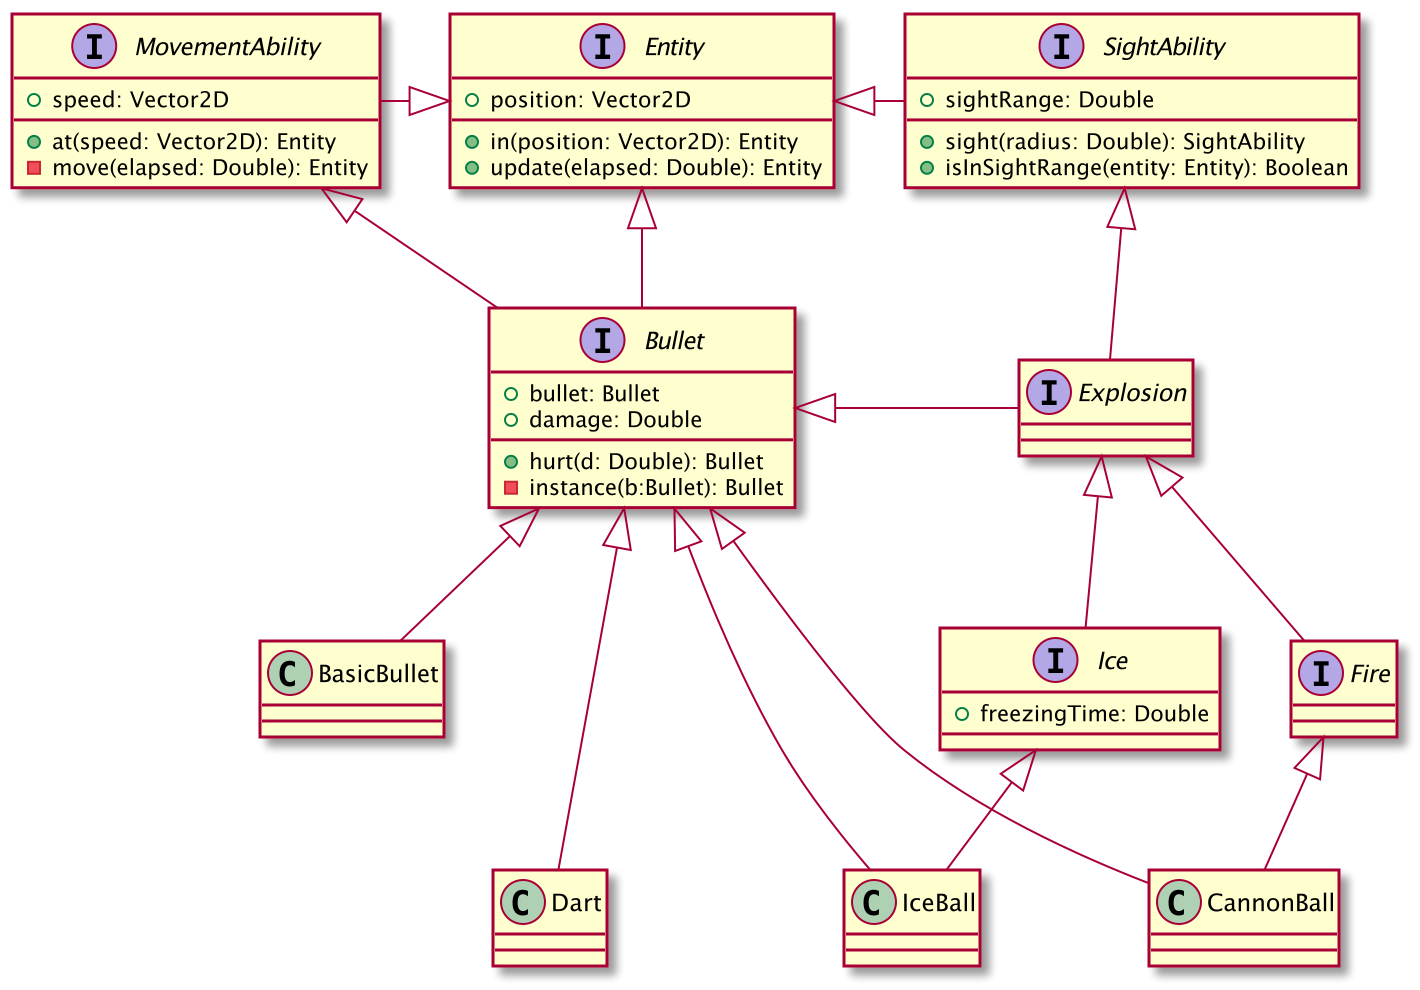 I MovementAbility
speed: Vector2D
at(speed: Vector2D): Entity
move(elapsed: Double): Entity
I Entity
position: Vector2D
in(position: Vector2D): Entity
update(elapsed: Double): Entity
I SightAbility
sightRange: Double
sight(radius: Double): SightAbility
isInSightRange(entity: Entity): Boolean
I Bullet
bullet: Bullet
damage: Double
hurt(d: Double): Bullet
instance(b:Bullet): Bullet
I Explosion
C BasicBullet
I Ice
freezingTime: Double
I Fire
C Dart
C IceBall
C CannonBall